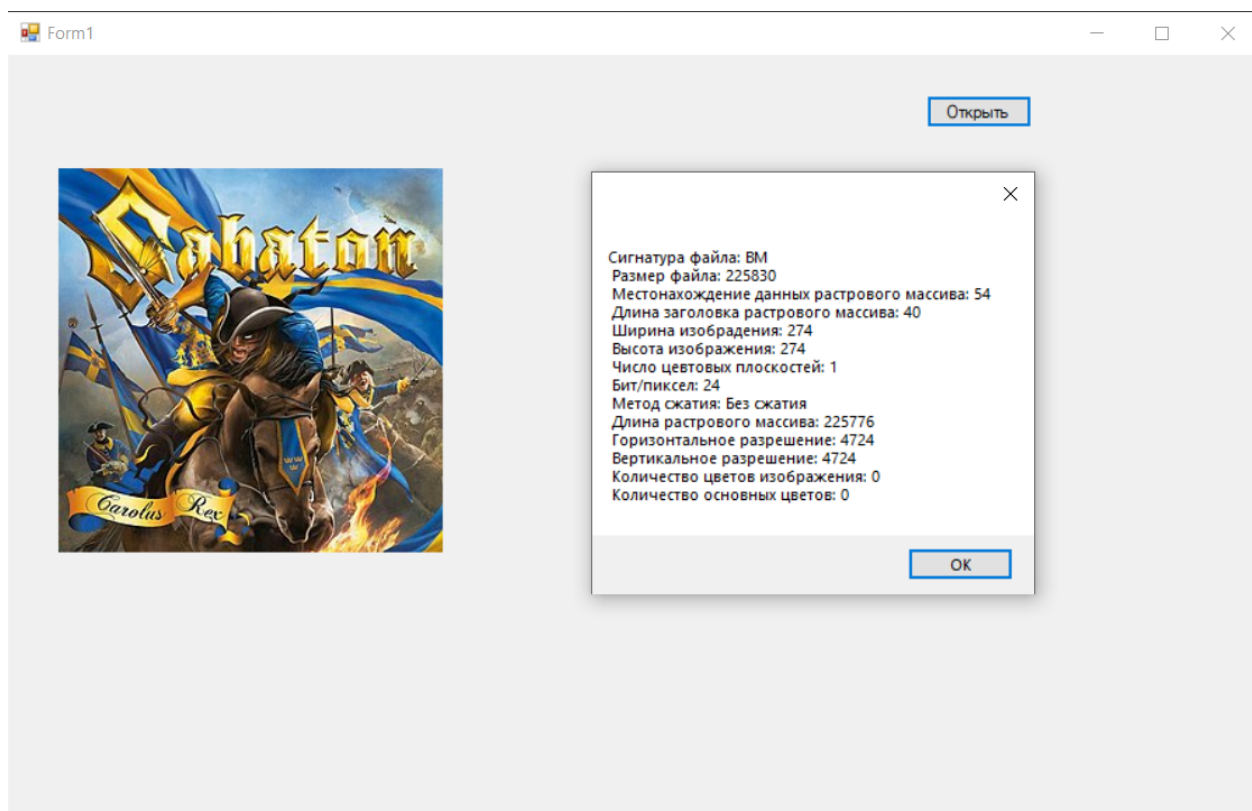 Form1
Открыть
Sabaton
Carolus Rex
Сигнатура файла: BM
Размер файла: 225830
Местонахождение данных растрового массива: 54
Длина заголовка растрового массива: 40
Ширина изобрадения: 274
Высота изображения: 274
Число цевтовых плоскостей: 1
Бит/пиксел: 24
Метод сжатия: Без сжатия
Длина растрового массива: 225776
Горизонтальное разрешение: 4724
Вертикальное разрешение: 4724
Количество цветов изображения: 0
Количество основных цветов: 0
ОК